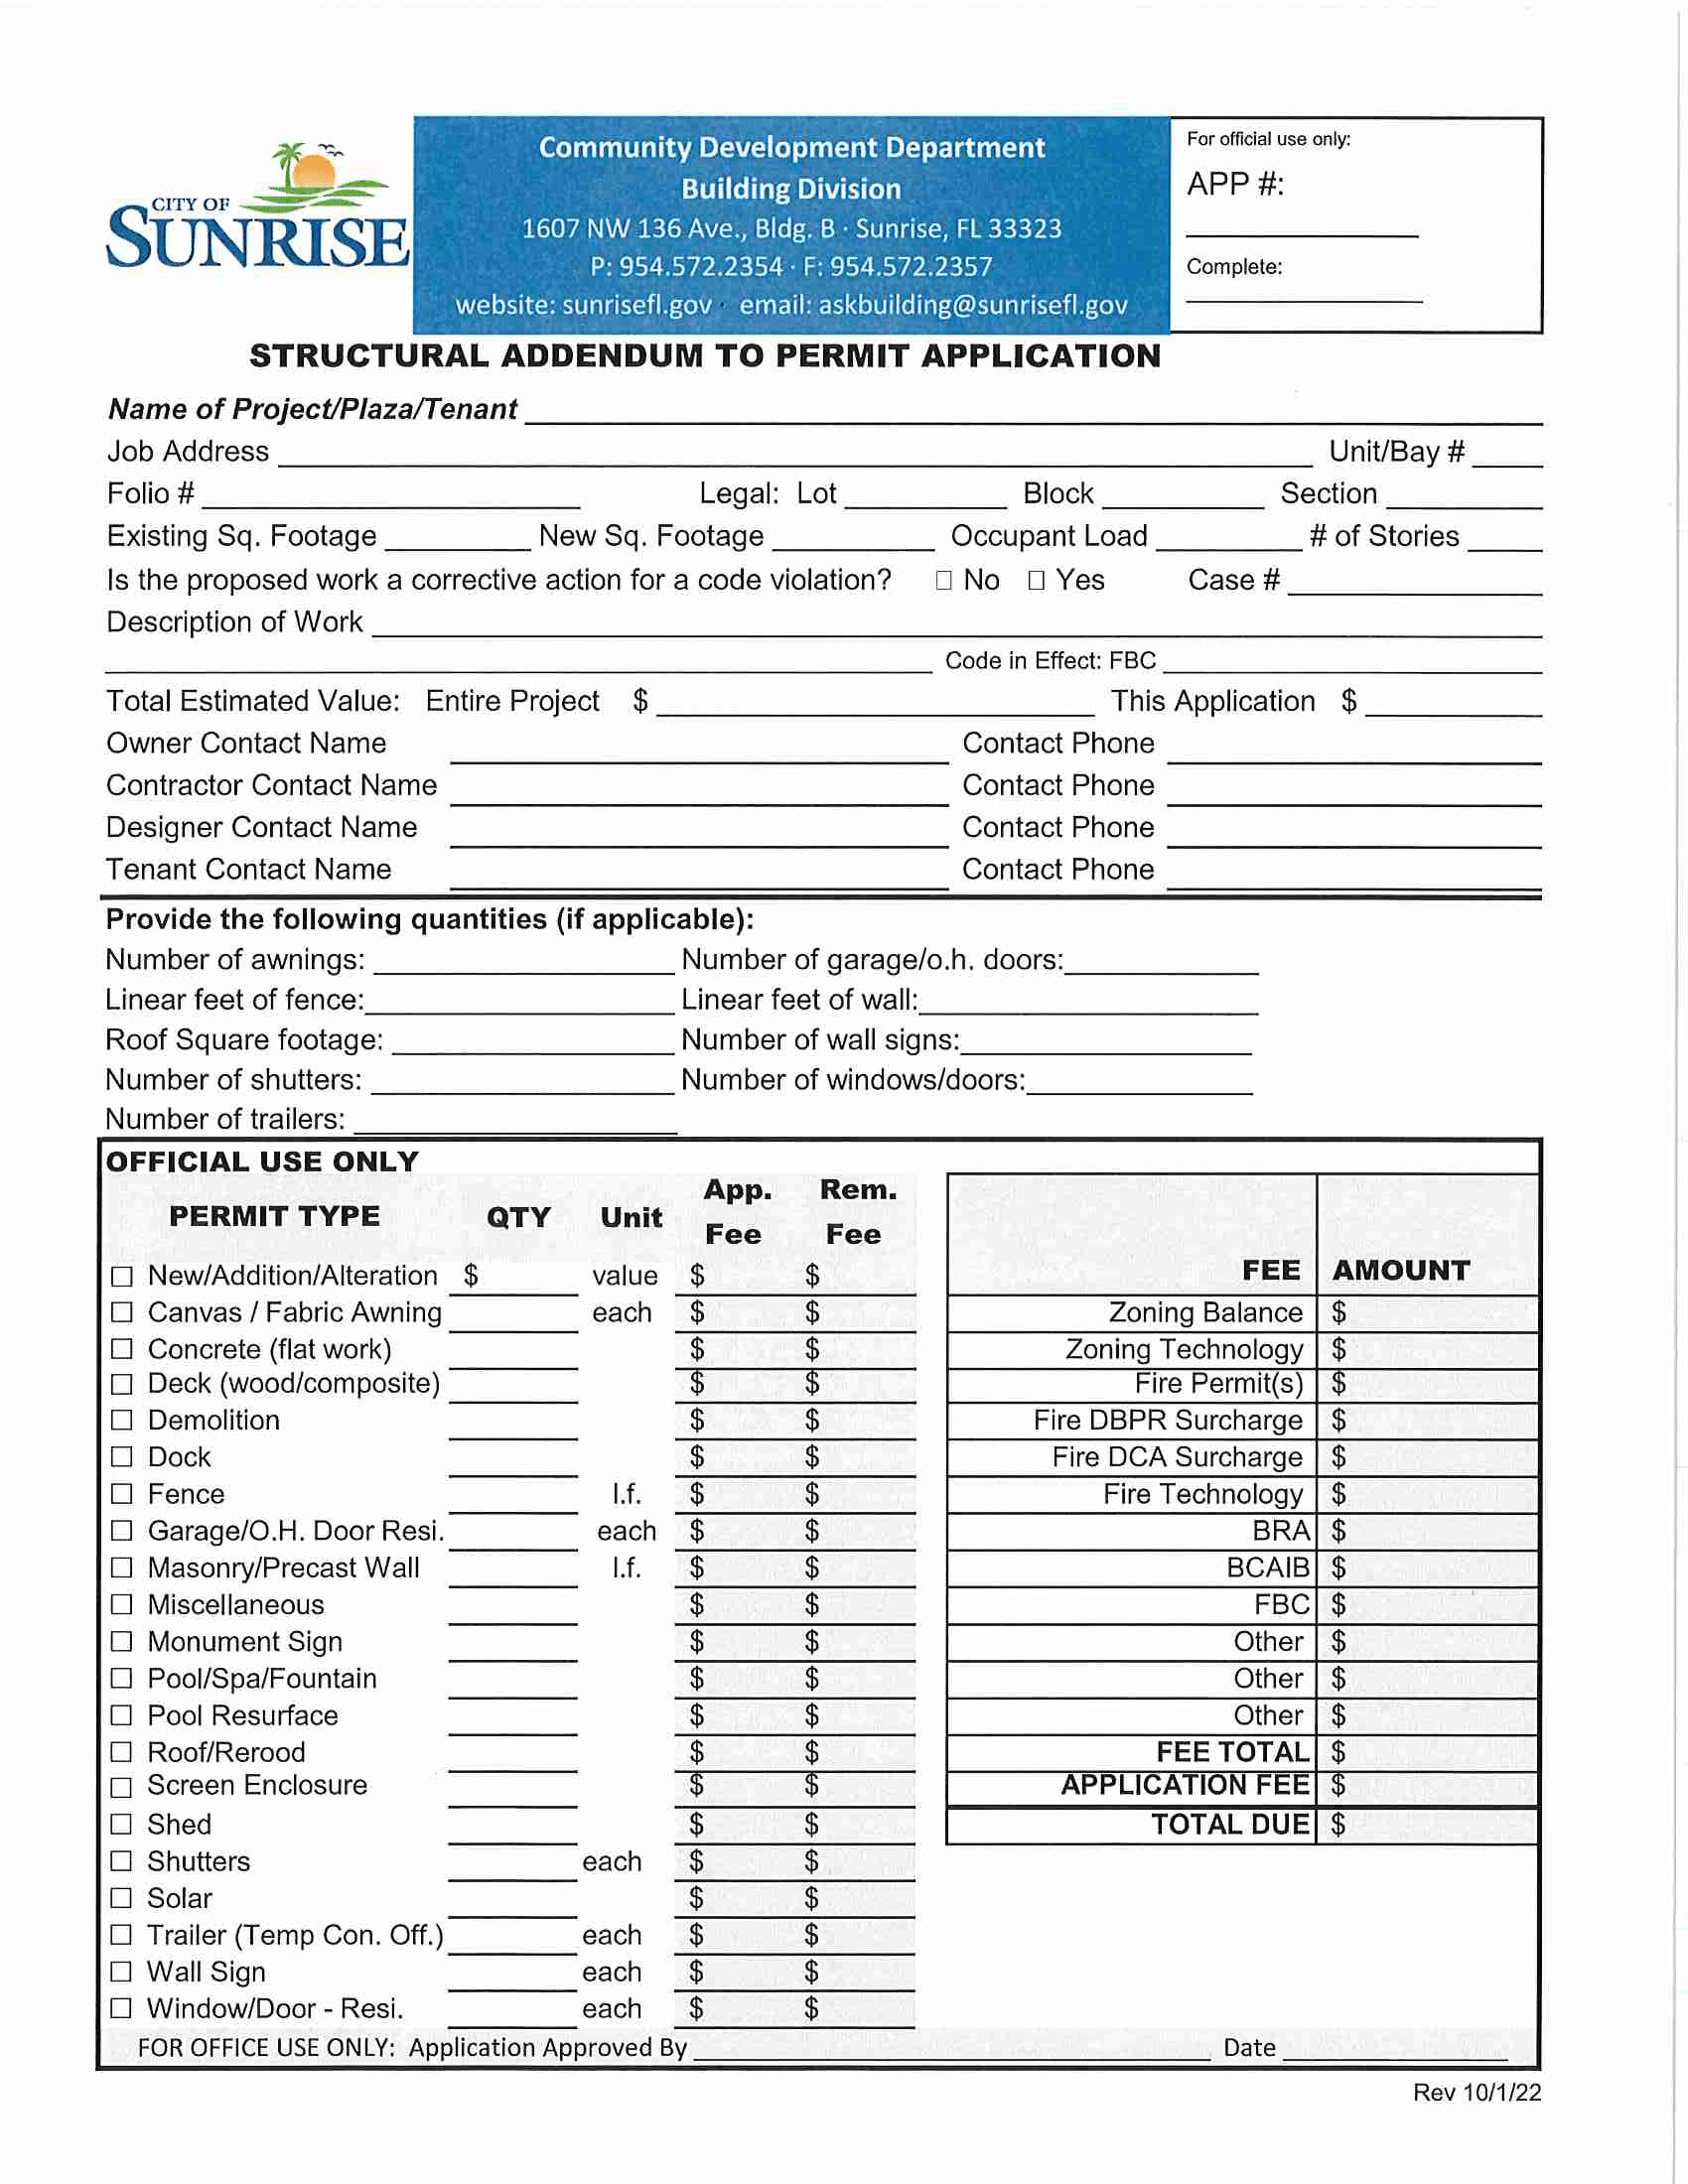 CITY OF
SUNRISE
Community Development Department
Building Division
1607 NW 136 Ave., Bldg. B · Sunrise, FL 33323
P: 954.572.2354 · F: 954.572.2357
website: sunrisefl.gov · email: askbuilding@sunrisefl.gov
For official use only:
APP #:
Complete:
STRUCTURAL ADDENDUM TO PERMIT APPLICATION
Name of Project/Plaza/Tenant
Job Address Unit/Bay #
Folio # Legal: Lot Block Section
Existing Sq. Footage New Sq. Footage Occupant Load # of Stories
Is the proposed work a corrective action for a code violation? ☐ No ☐ Yes Case #
Description of Work
Code in Effect: FBC
Total Estimated Value: Entire Project $ This Application $
Owner Contact Name Contact Phone
Contractor Contact Name Contact Phone
Designer Contact Name Contact Phone
Tenant Contact Name Contact Phone
Provide the following quantities (if applicable):
Number of awnings: Number of garage/o.h. doors:
Linear feet of fence: Linear feet of wall:
Roof Square footage: Number of wall signs:
Number of shutters: Number of windows/doors:
Number of trailers:
OFFICIAL USE ONLY
PERMIT TYPE QTY Unit App. Fee Rem. Fee
☐ New/Addition/Alteration $ value $ $
☐ Canvas / Fabric Awning each $ $
☐ Concrete (flat work) $ $
☐ Deck (wood/composite) $ $
☐ Demolition $ $
☐ Dock $ $
☐ Fence l.f. $ $
☐ Garage/O.H. Door Resi. each $ $
☐ Masonry/Precast Wall l.f. $ $
☐ Miscellaneous $ $
☐ Monument Sign $ $
☐ Pool/Spa/Fountain $ $
☐ Pool Resurface $ $
☐ Roof/Rerood $ $
☐ Screen Enclosure $ $
☐ Shed $ $
☐ Shutters each $ $
☐ Solar $ $
☐ Trailer (Temp Con. Off.) each $ $
☐ Wall Sign each $ $
☐ Window/Door - Resi. each $ $
FEE AMOUNT
Zoning Balance $
Zoning Technology $
Fire Permit(s) $
Fire DBPR Surcharge $
Fire DCA Surcharge $
Fire Technology $
BRA $
BCAIB $
FBC $
Other $
Other $
Other $
FEE TOTAL $
APPLICATION FEE $
TOTAL DUE $
FOR OFFICE USE ONLY: Application Approved By Date
Rev 10/1/22